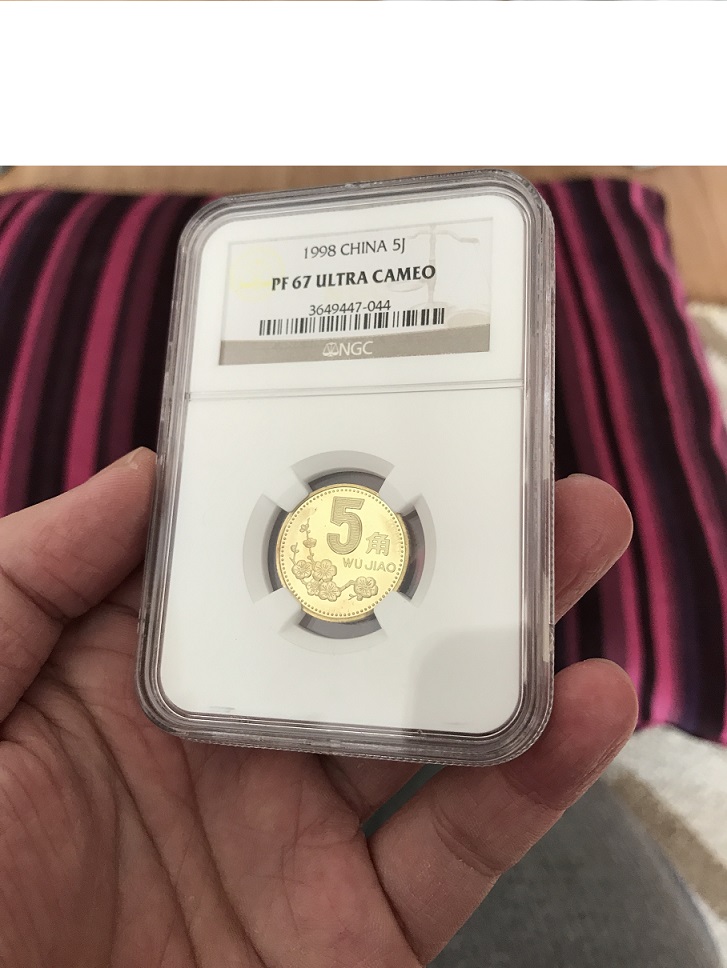 1998 CHINA 5J
PF 67 ULTRA CAMEO
3649447-044
NGC
5角
WU JIAO